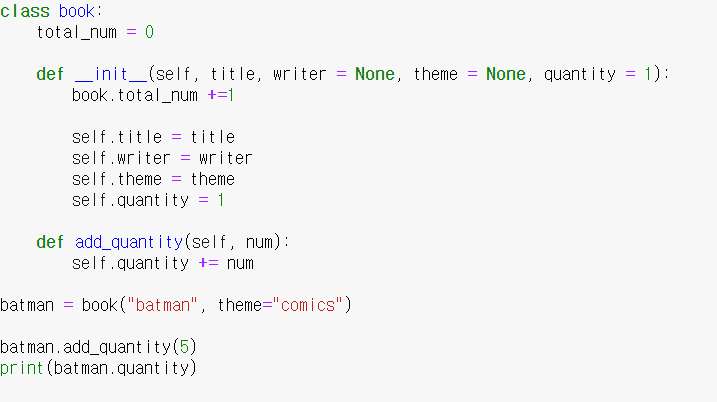 class book:
    total_num = 0
    def __init__(self, title, writer = None, theme = None, quantity = 1):
        book.total_num +=1
        self.title = title
        self.writer = writer
        self.theme = theme
        self.quantity = 1
    def add_quantity(self, num):
        self.quantity += num
batman = book("batman", theme="comics")
batman.add_quantity(5)
print(batman.quantity)